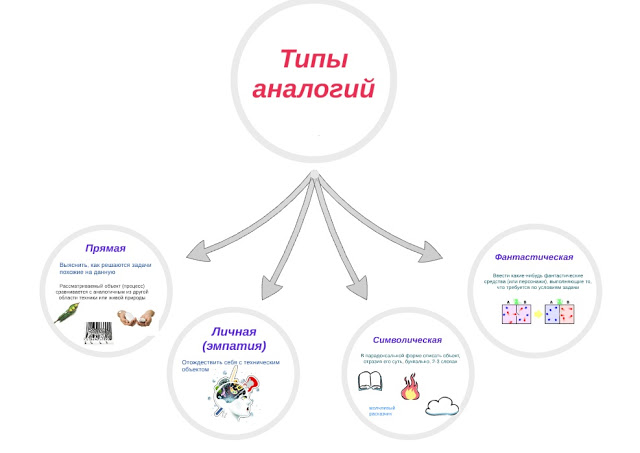 Типы
аналогий
Прямая
Выяснить, как решаются задачи
похожие на данную
Рассматриваемый объект (процесс)
сравнивается с аналогичным из другой
области техники или живой природы
Личная
(эмпатия)
Отождествить себя с техническим
объектом
Символическая
В парадоксальной форме описать объект,
отразив его суть, буквально, 2-3 словах
молчаливый
рассказчик
Фантастическая
Ввести какие-нибудь фантастические
средства (или персонажи), выполняющие то,
что требуется по условиям задачи
A B
A B